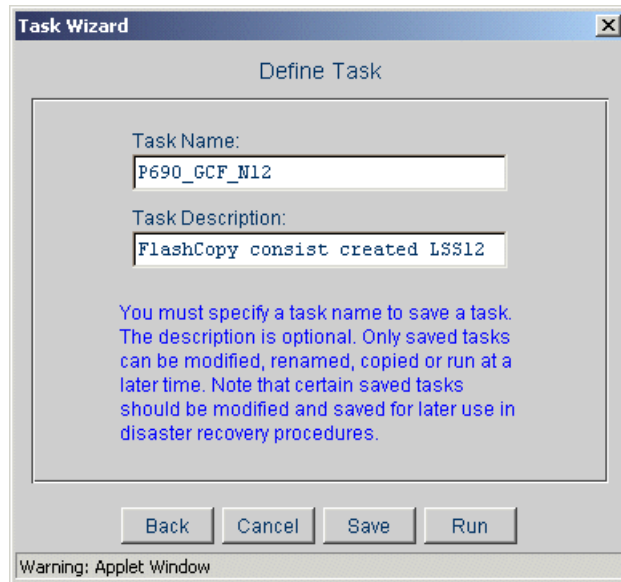 Task Wizard
Define Task
Task Name:
P690_GCF_N12
Task Description:
FlashCopy consist created LSS12
You must specify a task name to save a task.
The description is optional. Only saved tasks
can be modified, renamed, copied or run at a
later time. Note that certain saved tasks
should be modified and saved for later use in
disaster recovery procedures.
Back Cancel Save Run
Warning: Applet Window